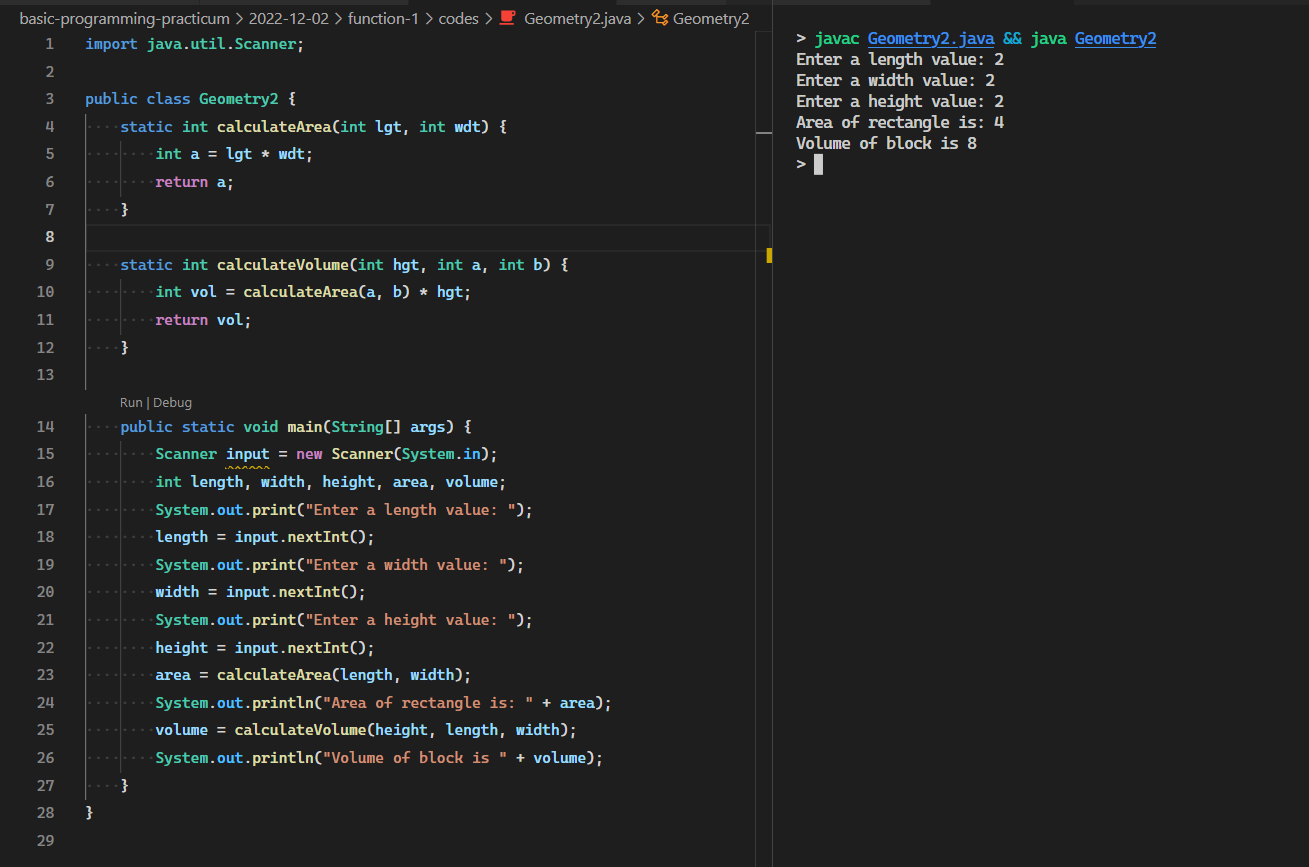 basic-programming-practicum > 2022-12-02 > function-1 > codes > Geometry2.java > Geometry2
1 import java.util.Scanner;
2
3 public class Geometry2 {
4     static int calculateArea(int lgt, int wdt) {
5         int a = lgt * wdt;
6         return a;
7     }
8
9     static int calculateVolume(int hgt, int a, int b) {
10         int vol = calculateArea(a, b) * hgt;
11         return vol;
12     }
13
Run | Debug
14     public static void main(String[] args) {
15         Scanner input = new Scanner(System.in);
16         int length, width, height, area, volume;
17         System.out.print("Enter a length value: ");
18         length = input.nextInt();
19         System.out.print("Enter a width value: ");
20         width = input.nextInt();
21         System.out.print("Enter a height value: ");
22         height = input.nextInt();
23         area = calculateArea(length, width);
24         System.out.println("Area of rectangle is: " + area);
25         volume = calculateVolume(height, length, width);
26         System.out.println("Volume of block is " + volume);
27     }
28 }
29
> javac Geometry2.java && java Geometry2
Enter a length value: 2
Enter a width value: 2
Enter a height value: 2
Area of rectangle is: 4
Volume of block is 8
>